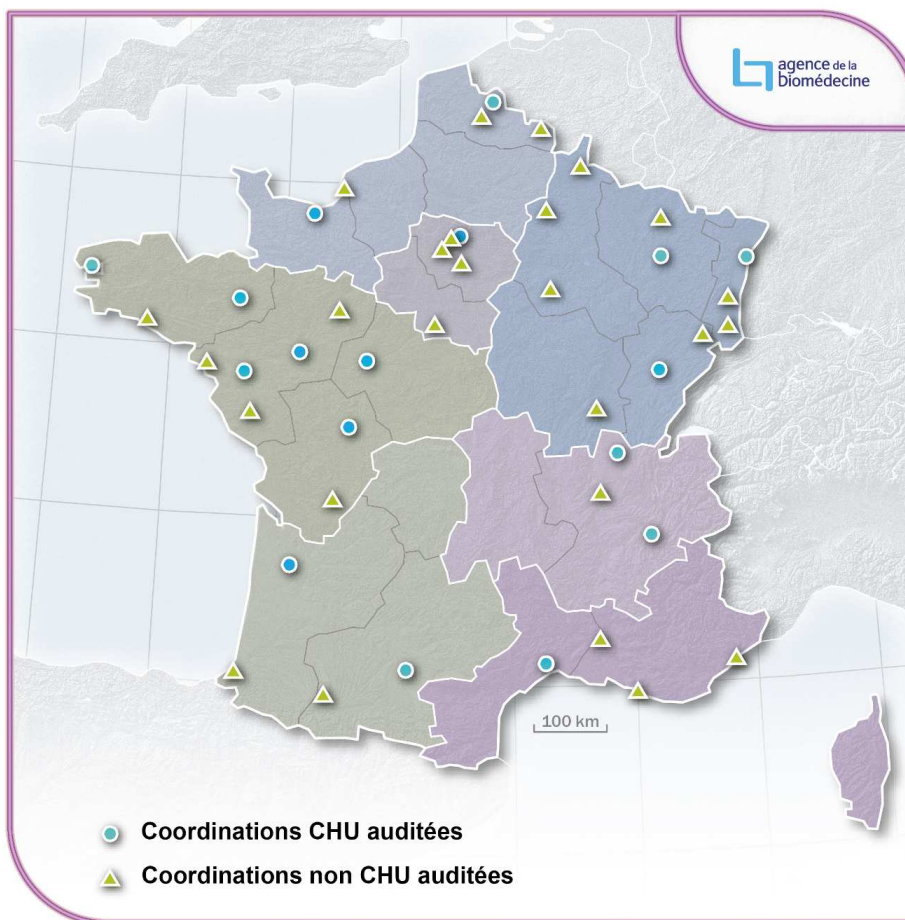 agence de la
biomédecine
100 km
Coordinations CHU auditées
Coordinations non CHU auditées